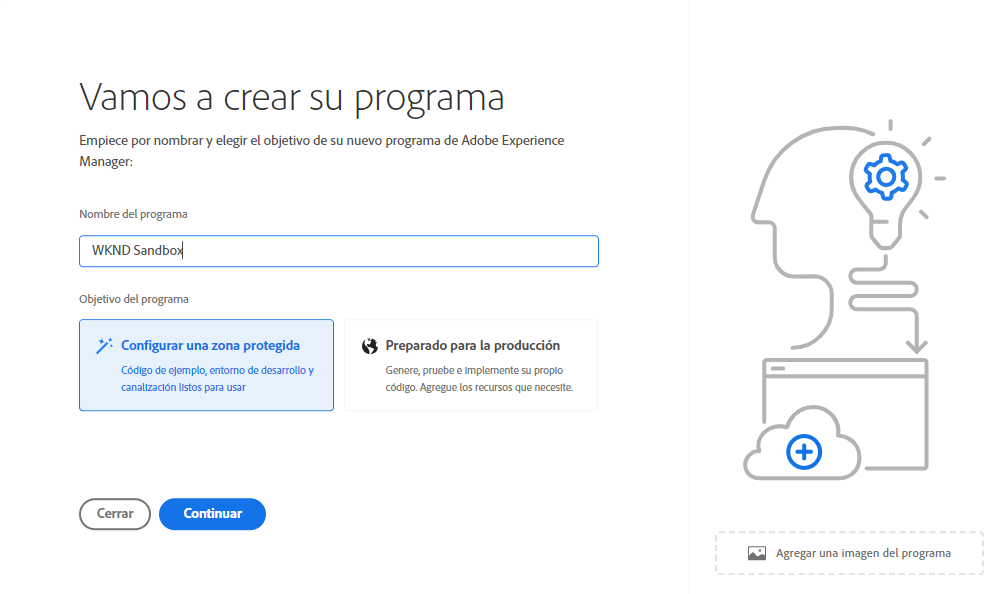 Vamos a crear su programa
Empiece por nombrar y elegir el objetivo de su nuevo programa de Adobe Experience
Manager:
Nombre del programa
WKND Sandbox
Objetivo del programa
Configurar una zona protegida
Código de ejemplo, entorno de desarrollo y
canalización listos para usar
Preparado para la producción
Genere, pruebe e implemente su propio
código. Agregue los recursos que necesite.
Cerrar
Continuar
Agregar una imagen del programa